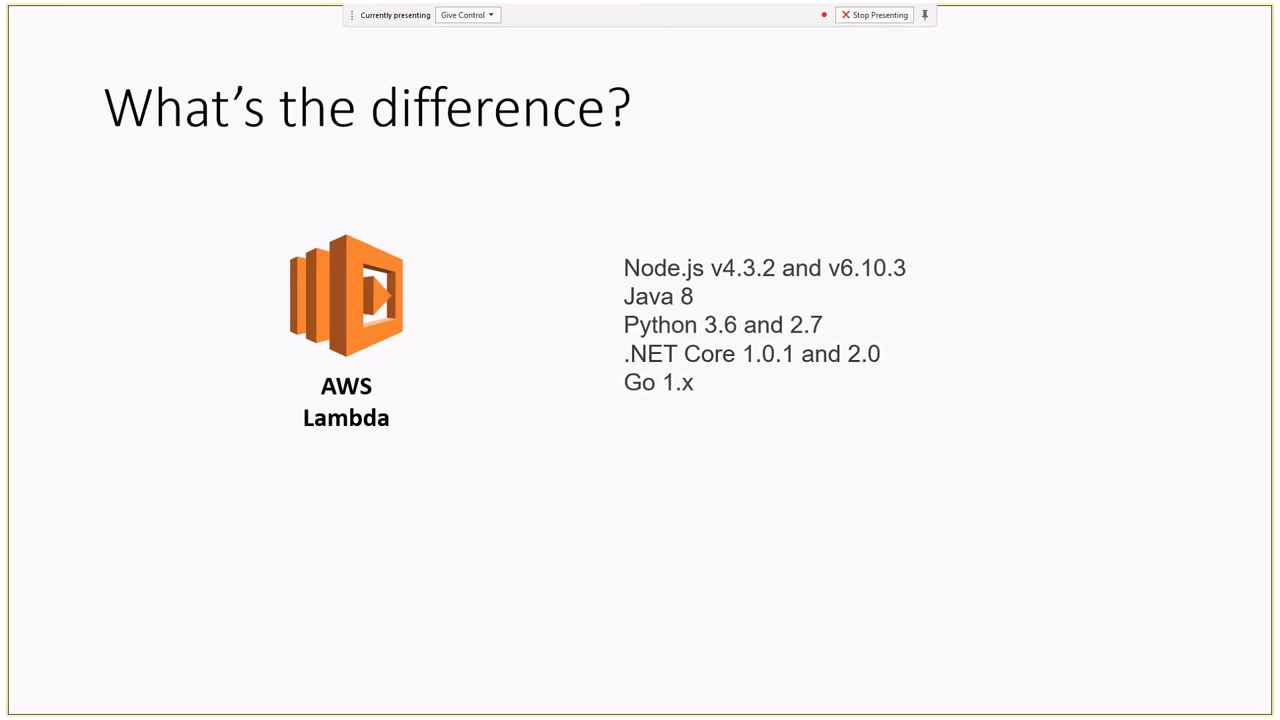 Currently presenting
Give Control
Stop Presenting
What's the difference?
AWS
Lambda
Node.js v4.3.2 and v6.10.3
Java 8
Python 3.6 and 2.7
.NET Core 1.0.1 and 2.0
Go 1.x